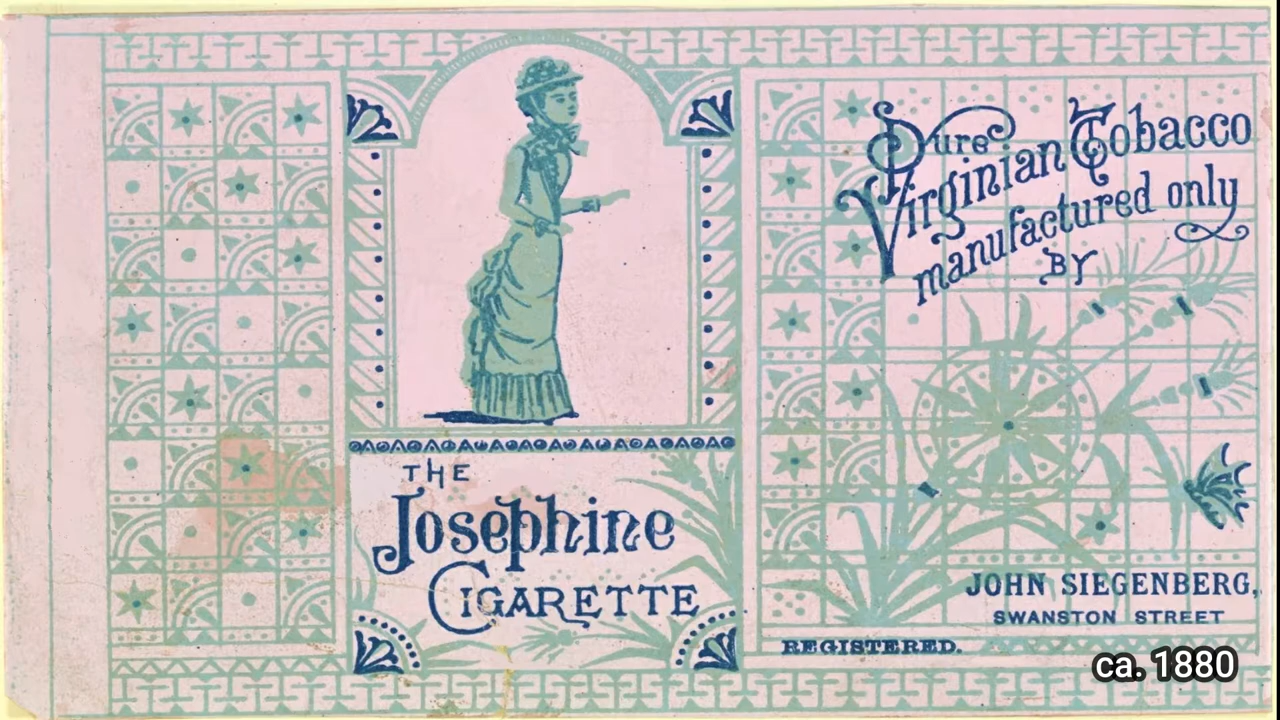 THE
Josephine
CIGARETTE
Pure
Virginian Tobacco
manufactured only
BY
JOHN SIEGENBERG,
SWANSTON STREET
REGISTERED.
ca. 1880